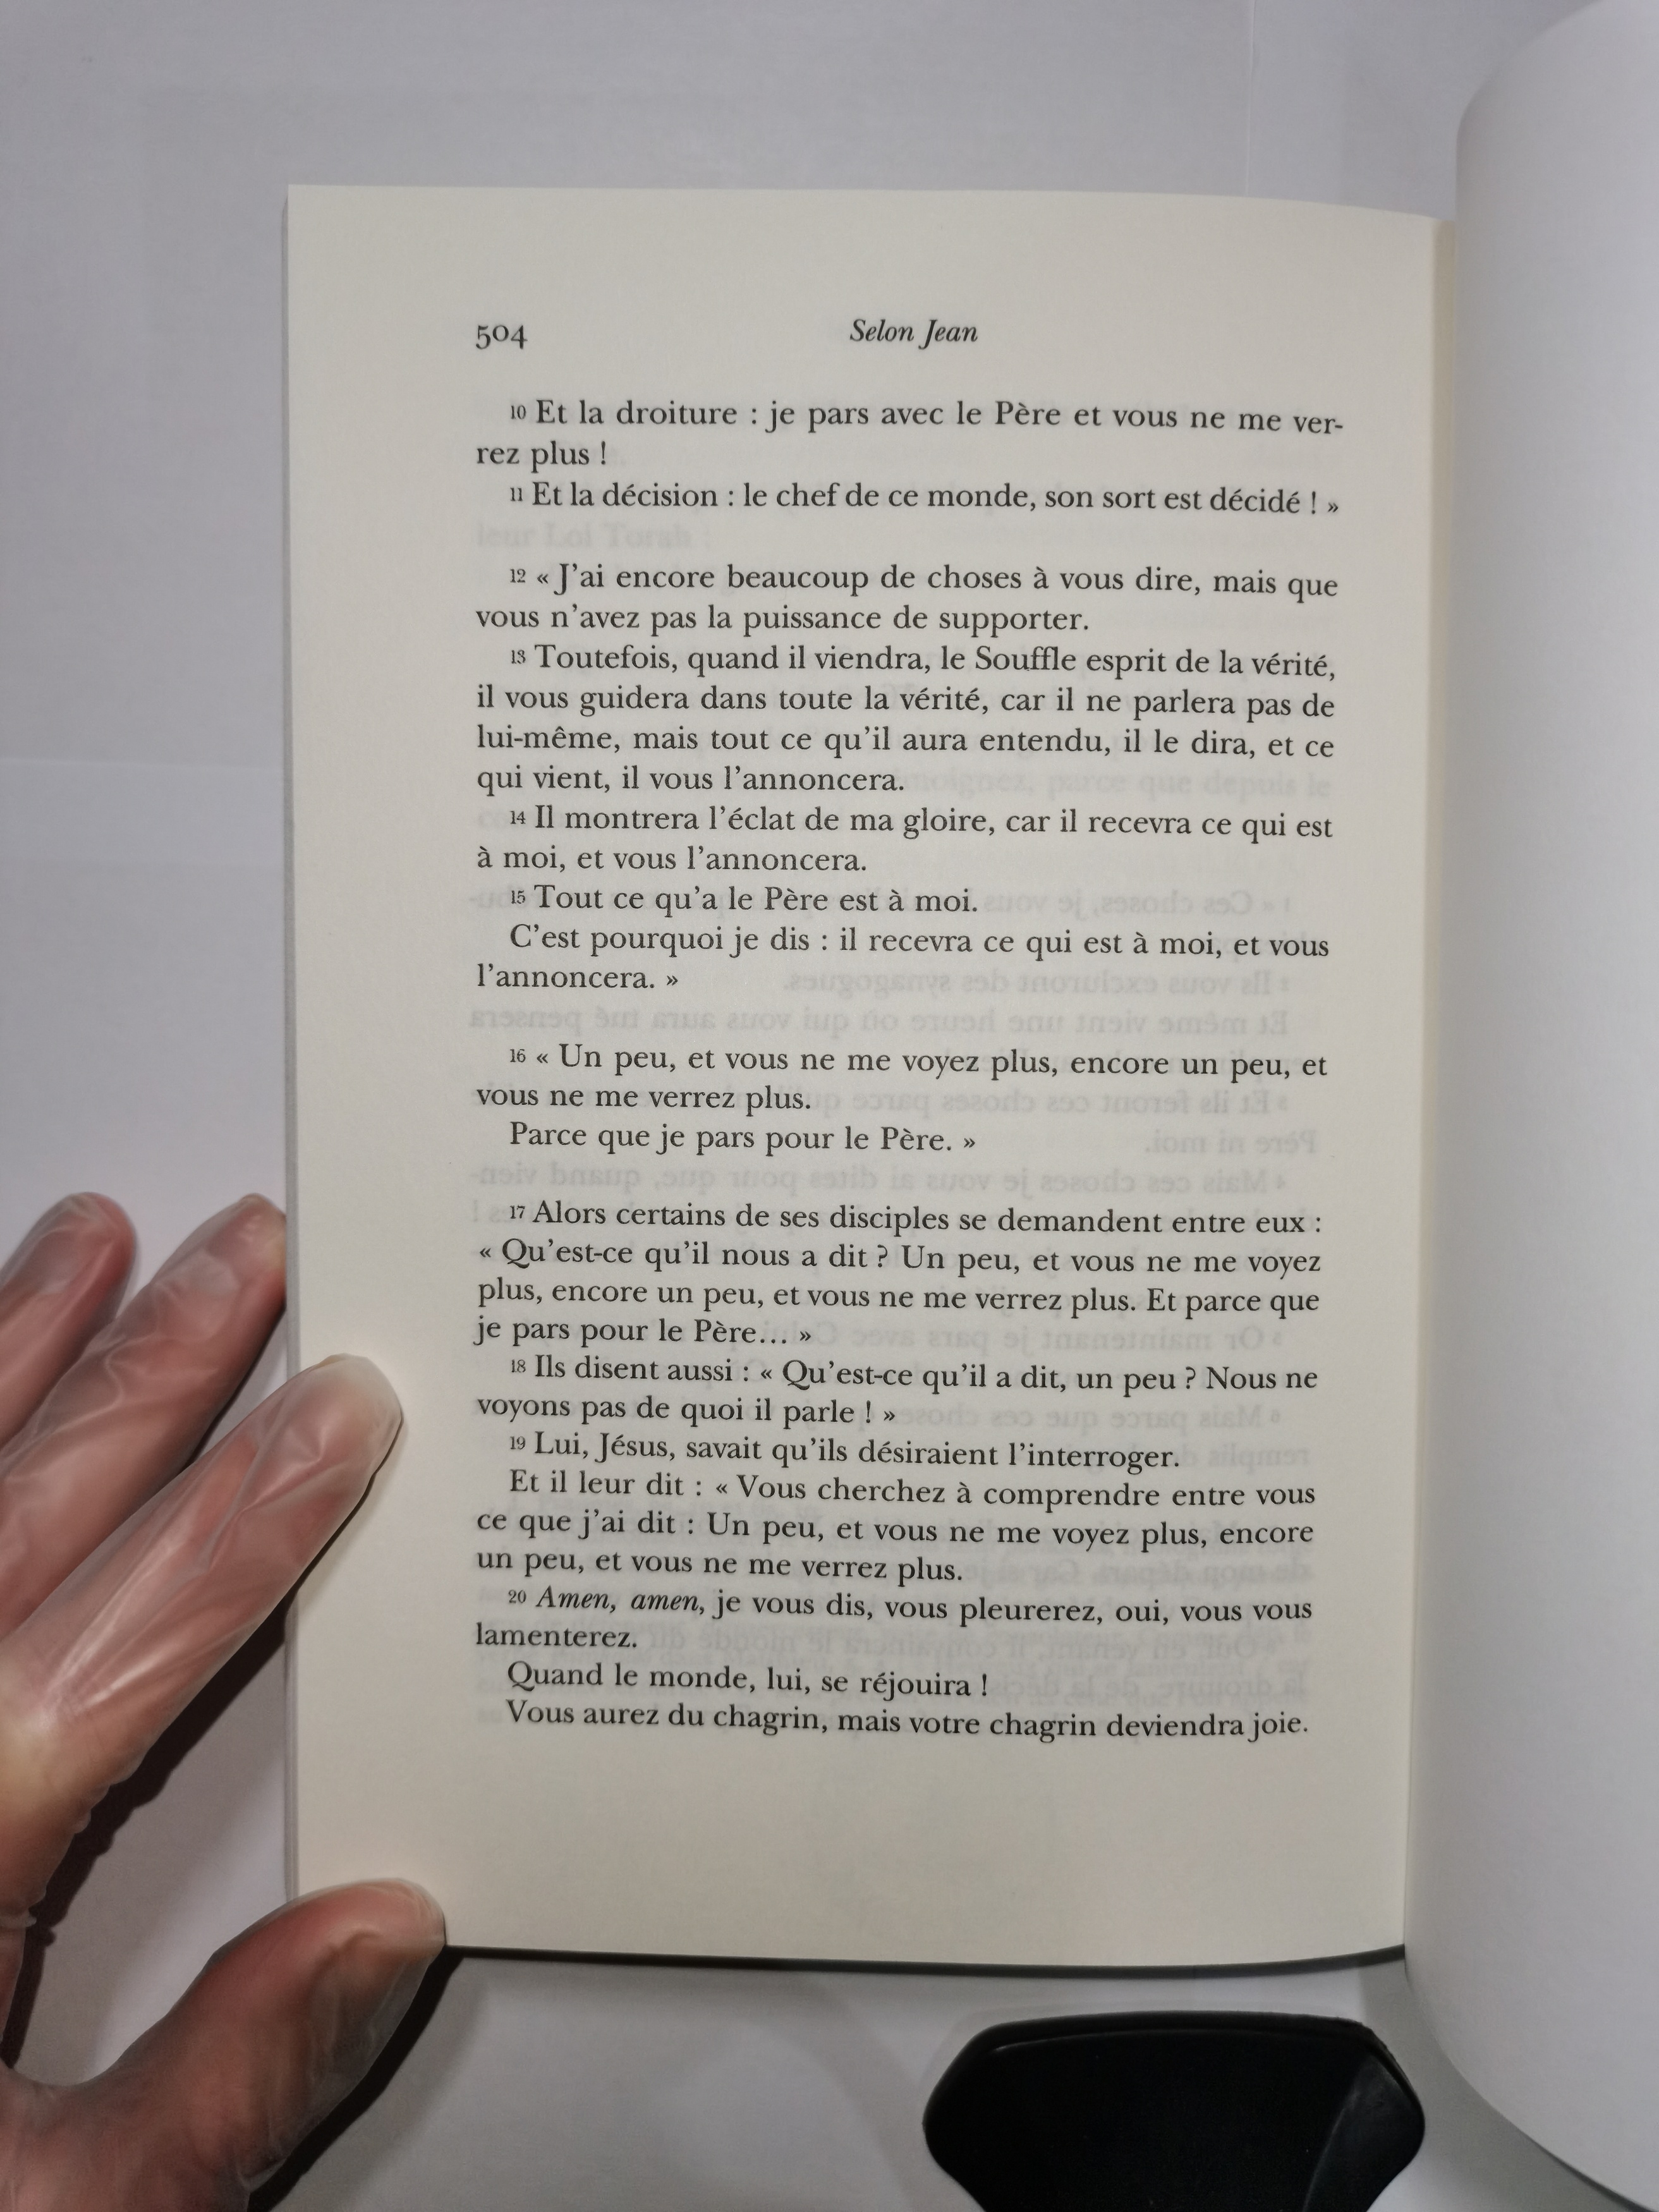 504
Selon Jean
10 Et la droiture : je pars avec le Père et vous ne me ver-
rez plus !
11 Et la décision : le chef de ce monde, son sort est décidé ! »
12 « J'ai encore beaucoup de choses à vous dire, mais que
vous n'avez pas la puissance de supporter.
13 Toutefois, quand il viendra, le Souffle esprit de la vérité,
il vous guidera dans toute la vérité, car il ne parlera pas de
lui-même, mais tout ce qu'il aura entendu, il le dira, et ce
qui vient, il vous l'annoncera.
14 Il montrera l'éclat de ma gloire, car il recevra ce qui est
à moi, et vous l'annoncera.
15 Tout ce qu'a le Père est à moi.
C'est pourquoi je dis : il recevra ce qui est à moi, et vous
l'annoncera. »
16 « Un peu, et vous ne me voyez plus, encore un peu, et
vous ne me verrez plus.
Parce que je pars pour le Père. »
17 Alors certains de ses disciples se demandent entre eux :
« Qu'est-ce qu'il nous a dit ? Un peu, et vous ne me voyez
plus, encore un peu, et vous ne me verrez plus. Et parce que
je pars pour le Père… »
18 Ils disent aussi : « Qu'est-ce qu'il a dit, un peu ? Nous ne
voyons pas de quoi il parle ! »
19 Lui, Jésus, savait qu'ils désiraient l'interroger.
Et il leur dit : « Vous cherchez à comprendre entre vous
ce que j'ai dit : Un peu, et vous ne me voyez plus, encore
un peu, et vous ne me verrez plus.
20 Amen, amen, je vous dis, vous pleurerez, oui, vous vous
lamenterez.
Quand le monde, lui, se réjouira !
Vous aurez du chagrin, mais votre chagrin deviendra joie.